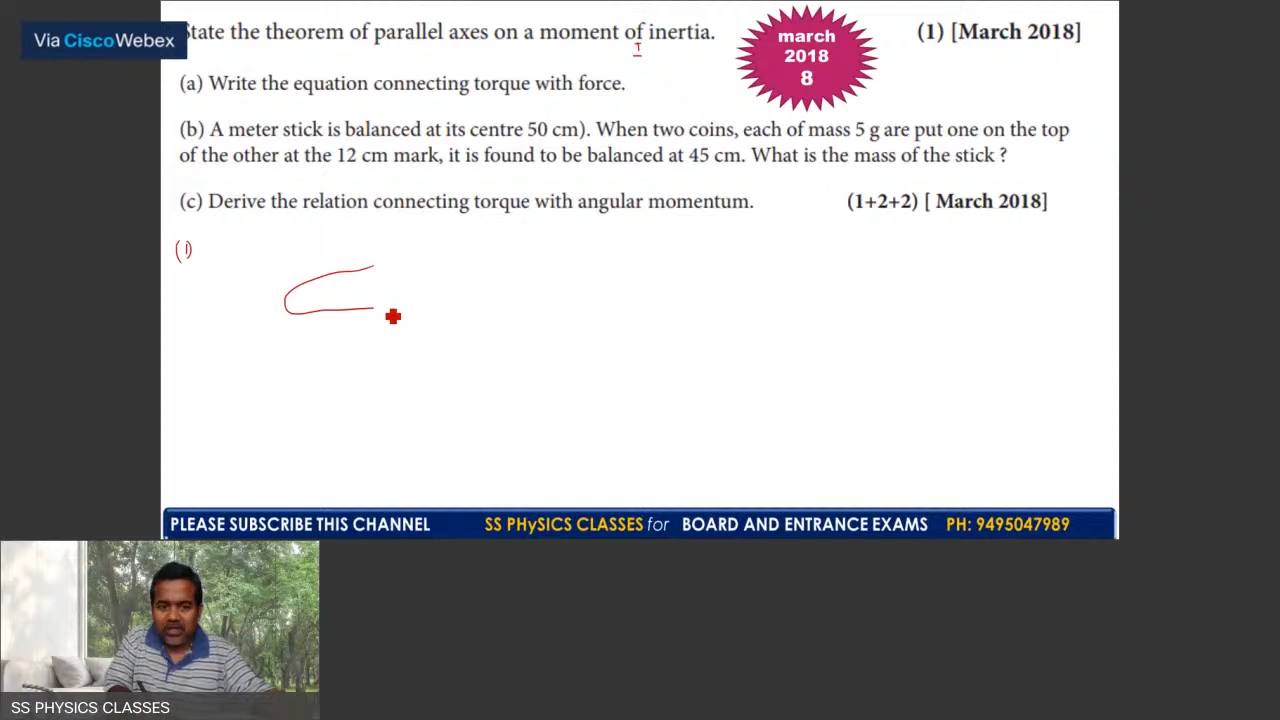 Via Cisco Webex
State the theorem of parallel axes on a moment of inertia. (1) [March 2018]
I
march
2018
8
(a) Write the equation connecting torque with force.
(b) A meter stick is balanced at its centre 50 cm). When two coins, each of mass 5 g are put one on the top
of the other at the 12 cm mark, it is found to be balanced at 45 cm. What is the mass of the stick ?
(c) Derive the relation connecting torque with angular momentum. (1+2+2) [ March 2018]
(1)
PLEASE SUBSCRIBE THIS CHANNEL SS PHySICS CLASSES for BOARD AND ENTRANCE EXAMS PH: 9495047989
SS PHYSICS CLASSES